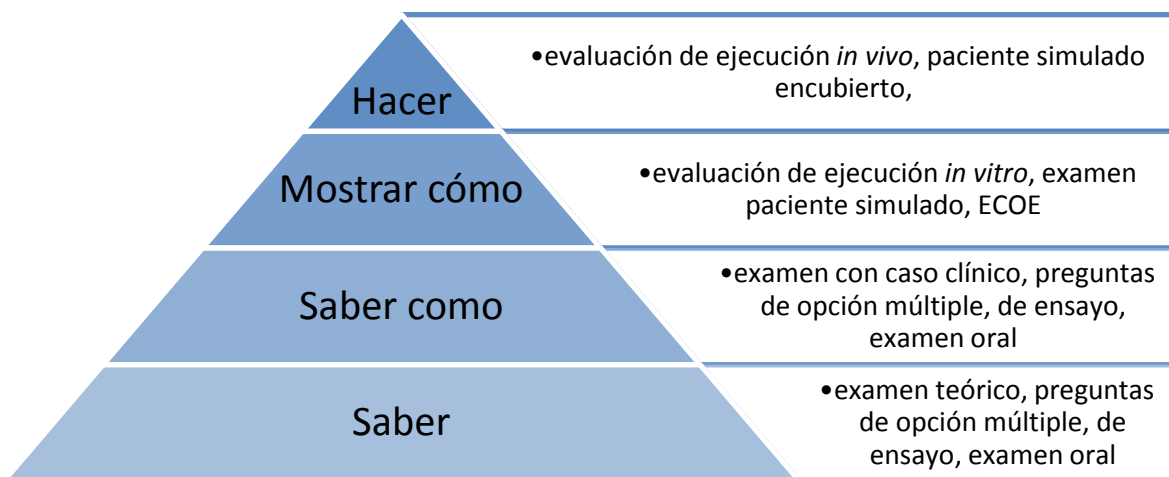 Hacer
•evaluación de ejecución in vivo, paciente simulado
encubierto,
Mostrar cómo
•evaluación de ejecución in vitro, examen
paciente simulado, ECOE
Saber como
•examen con caso clínico, preguntas
de opción múltiple, de ensayo,
examen oral
Saber
•examen teórico, preguntas
de opción múltiple, de
ensayo, examen oral